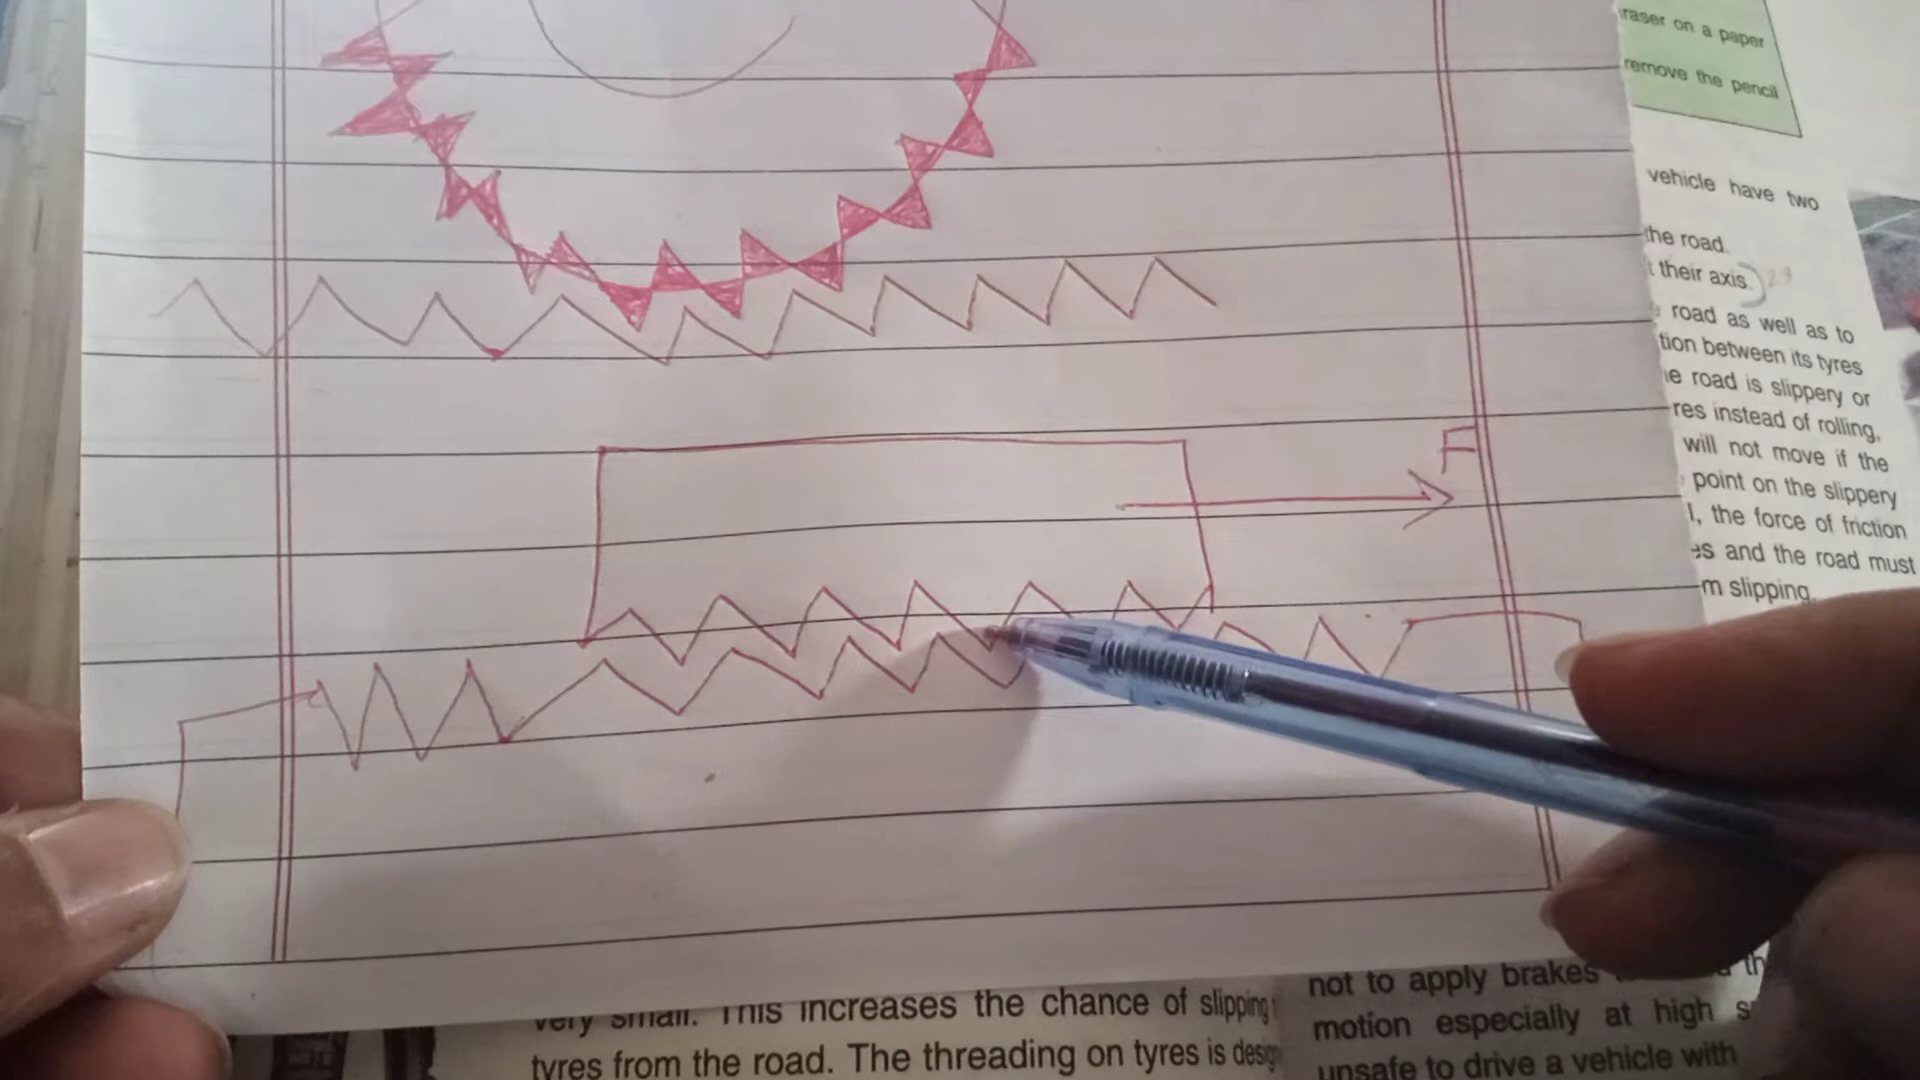 raser on a paper
remove the pencil
vehicle have two
the road.
t their axis. 29
road as well as to
tion between its tyres
e road is slippery or
res instead of rolling,
will not move if the
point on the slippery
l, the force of friction
es and the road must
m slipping.
F
very small. This increases the chance of slipping
tyres from the road. The threading on tyres is desig
not to apply brakes
motion especially at high s
unsafe to drive a vehicle with